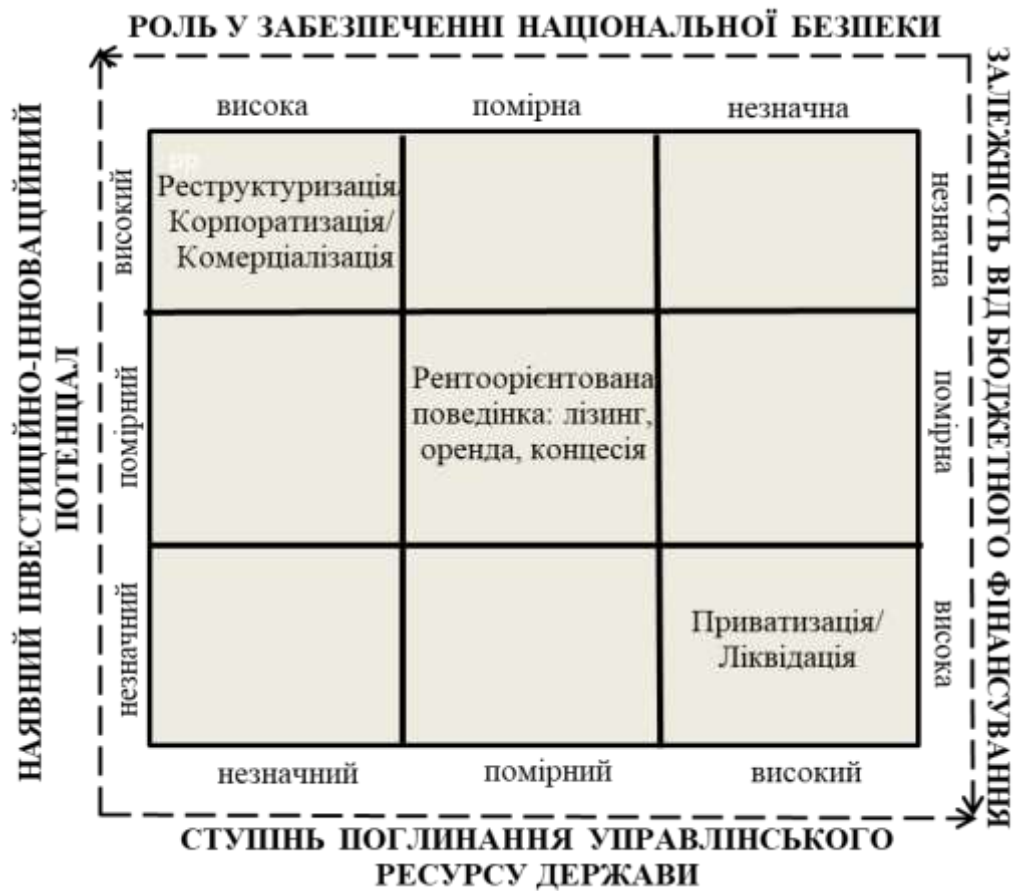 РОЛЬ У ЗАБЕЗПЕЧЕННІ НАЦІОНАЛЬНОЇ БЕЗПЕКИ
висока
помірна
незначна
НАЯВНИЙ ІНВЕСТИЦІЙНО-ІННОВАЦІЙНИЙ
ПОТЕНЦІАЛ
високий
помірний
незначний
Реструктуризація/
Корпоратизація/
Комерціалізація
Рентоорієнтована
поведінка: лізинг,
оренда, концесія
Приватизація/
Ліквідація
незначна
помірна
висока
ЗАЛЕЖНІСТЬ ВІД БЮДЖЕТНОГО ФІНАНСУВАННЯ
незначний
помірний
високий
СТУПІНЬ ПОГЛИНАННЯ УПРАВЛІНСЬКОГО
РЕСУРСУ ДЕРЖАВИ